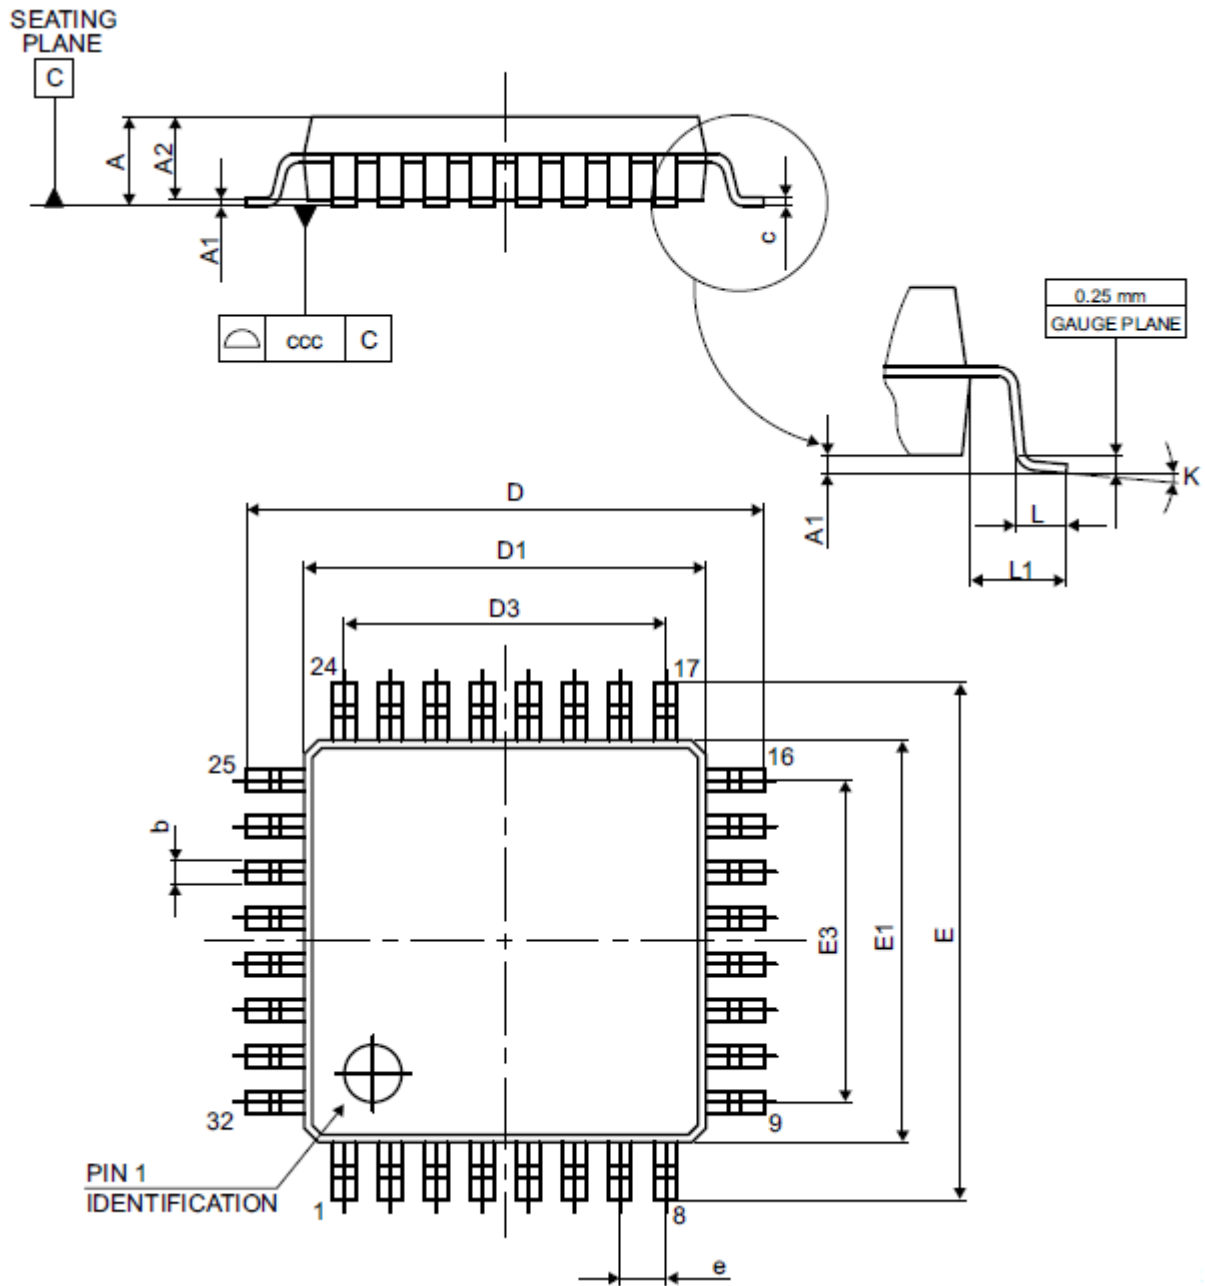 SEATING
PLANE
C
A
A2
A1
c
ccc
C
0.25 mm
GAUGE PLANE
K
A1
L
L1
D
D1
D3
24
17
25
16
b
E3
E1
E
32
9
PIN 1
IDENTIFICATION
1
8
e